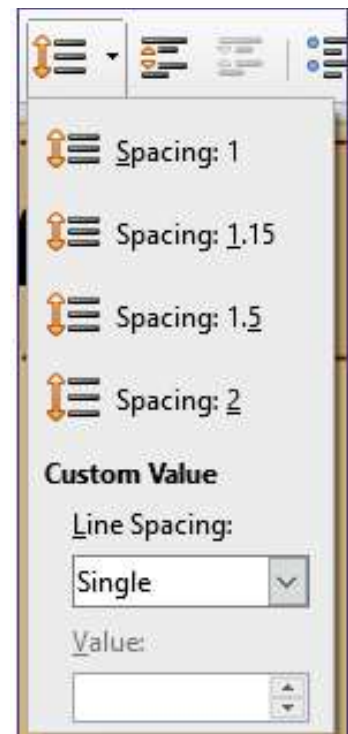 Spacing: 1
Spacing: 1.15
Spacing: 1.5
Spacing: 2
Custom Value
Line Spacing:
Single
Value: